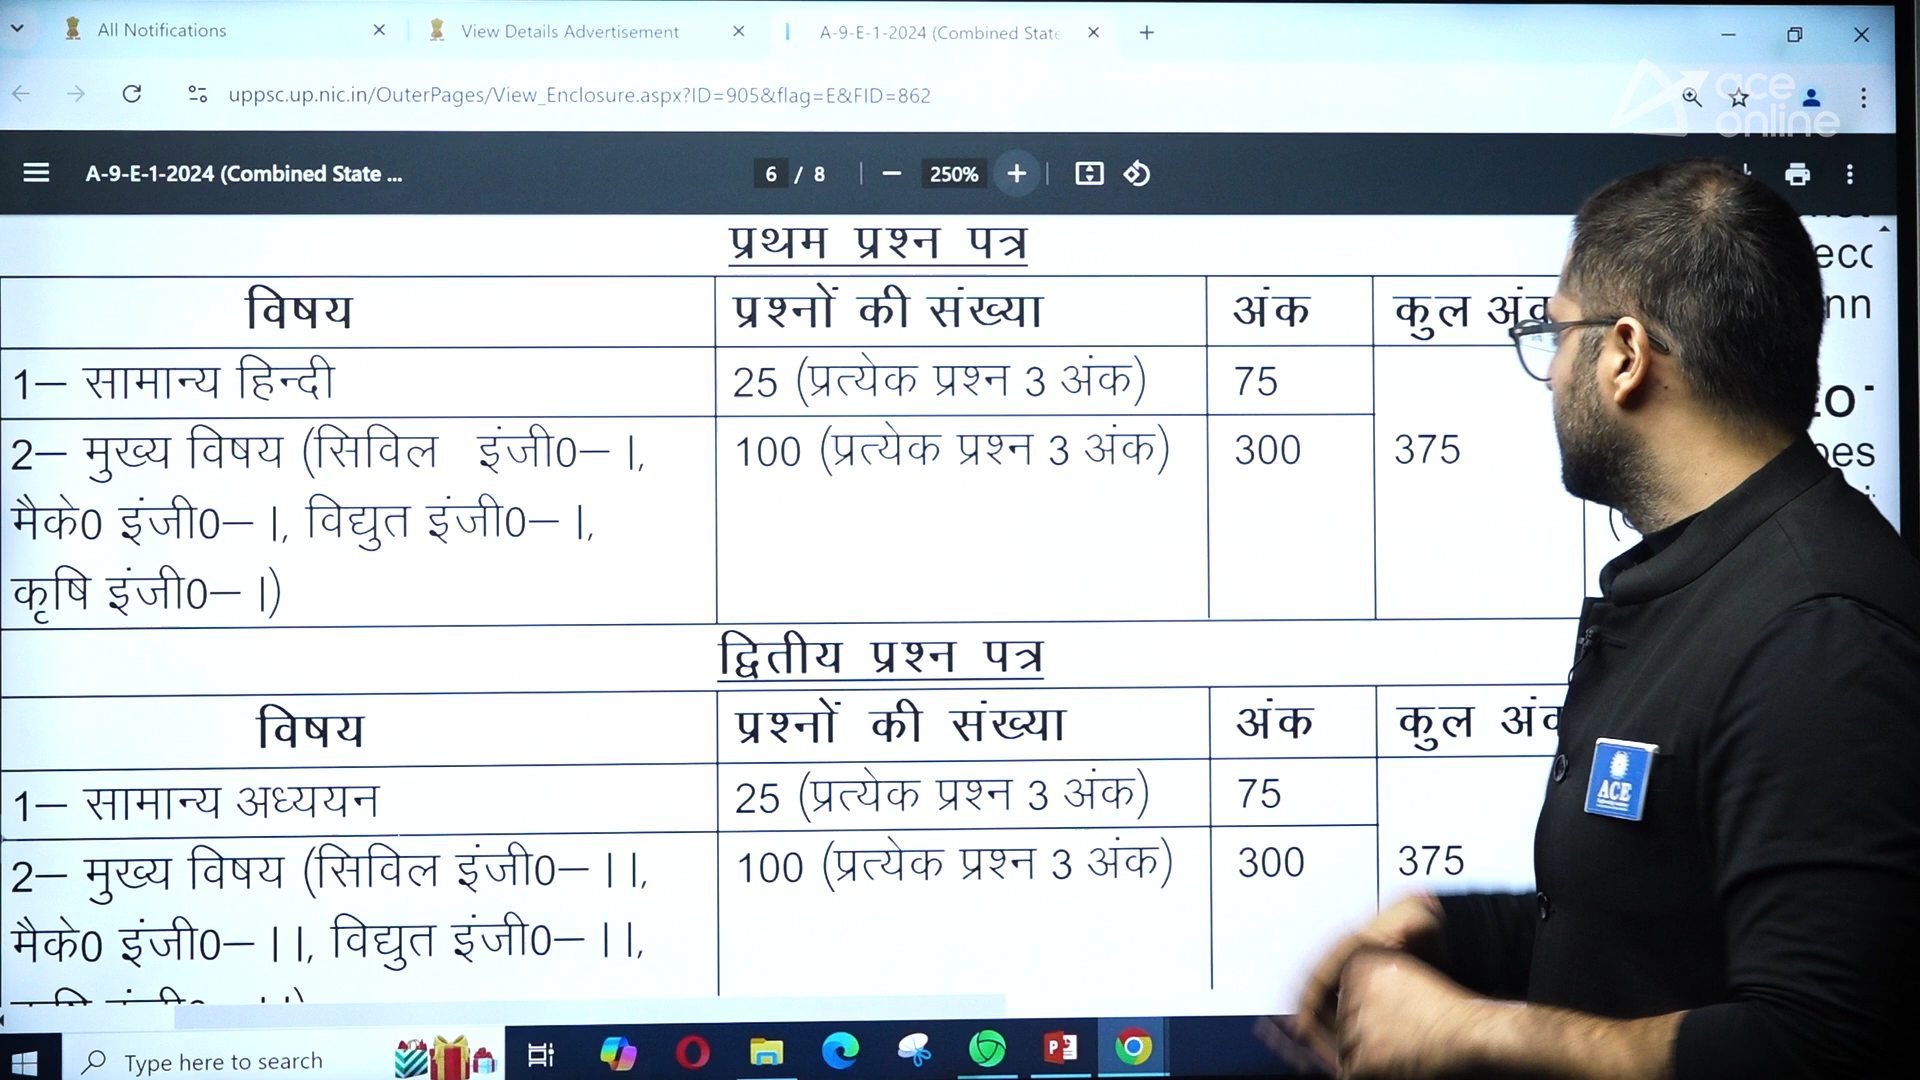 All Notifications
View Details Advertisement
A-9-E-1-2024 (Combined State
uppsc.up.nic.in/OuterPages/View_Enclosure.aspx?ID=905&flag=E&FID=862
ace
online
A-9-E-1-2024 (Combined State ...
6 / 8
250%
प्रथम प्रश्न पत्र
विषय प्रश्नों की संख्या अंक कुल अंक
1– सामान्य हिन्दी 25 (प्रत्येक प्रश्न 3 अंक) 75
2– मुख्य विषय (सिविल इंजी0– I, 100 (प्रत्येक प्रश्न 3 अंक) 300 375
मैके0 इंजी0– I, विद्युत इंजी0– I,
कृषि इंजी0– I)
द्वितीय प्रश्न पत्र
विषय प्रश्नों की संख्या अंक कुल अंक
1– सामान्य अध्ययन 25 (प्रत्येक प्रश्न 3 अंक) 75
2– मुख्य विषय (सिविल इंजी0– I I, 100 (प्रत्येक प्रश्न 3 अंक) 300 375
मैके0 इंजी0– I I, विद्युत इंजी0– I I,
ACE
Type here to search